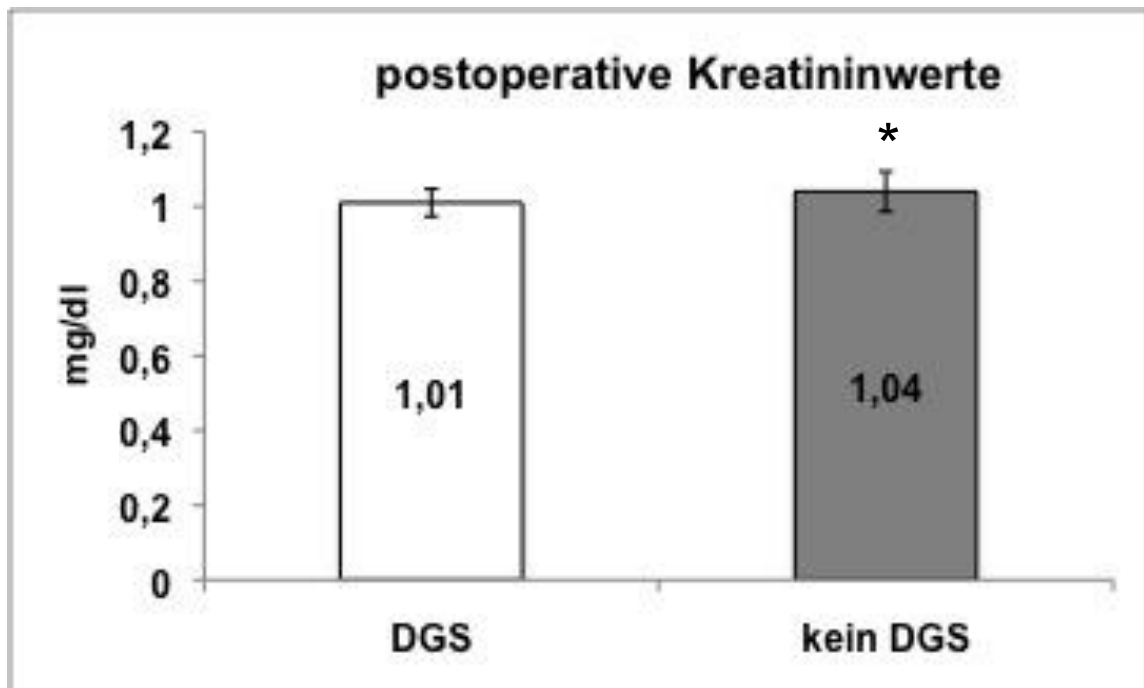 postoperative Kreatininwerte
*
1,2
1
0,8
0,6
0,4
0,2
0
mg/dl
1,01
1,04
DGS
kein DGS